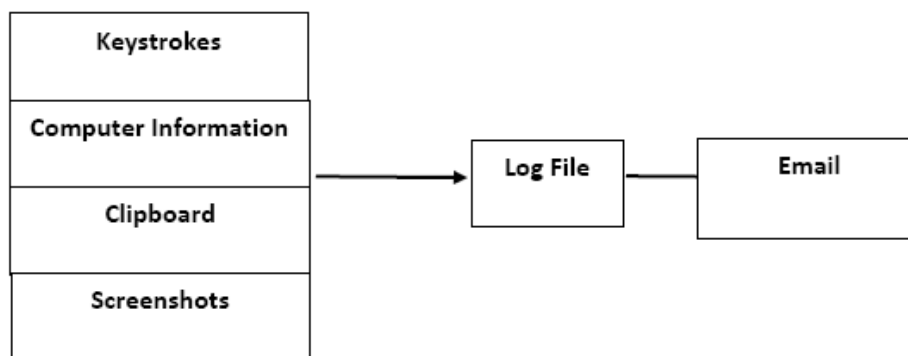 Keystrokes
Computer Information
Clipboard
Screenshots
Log File
Email